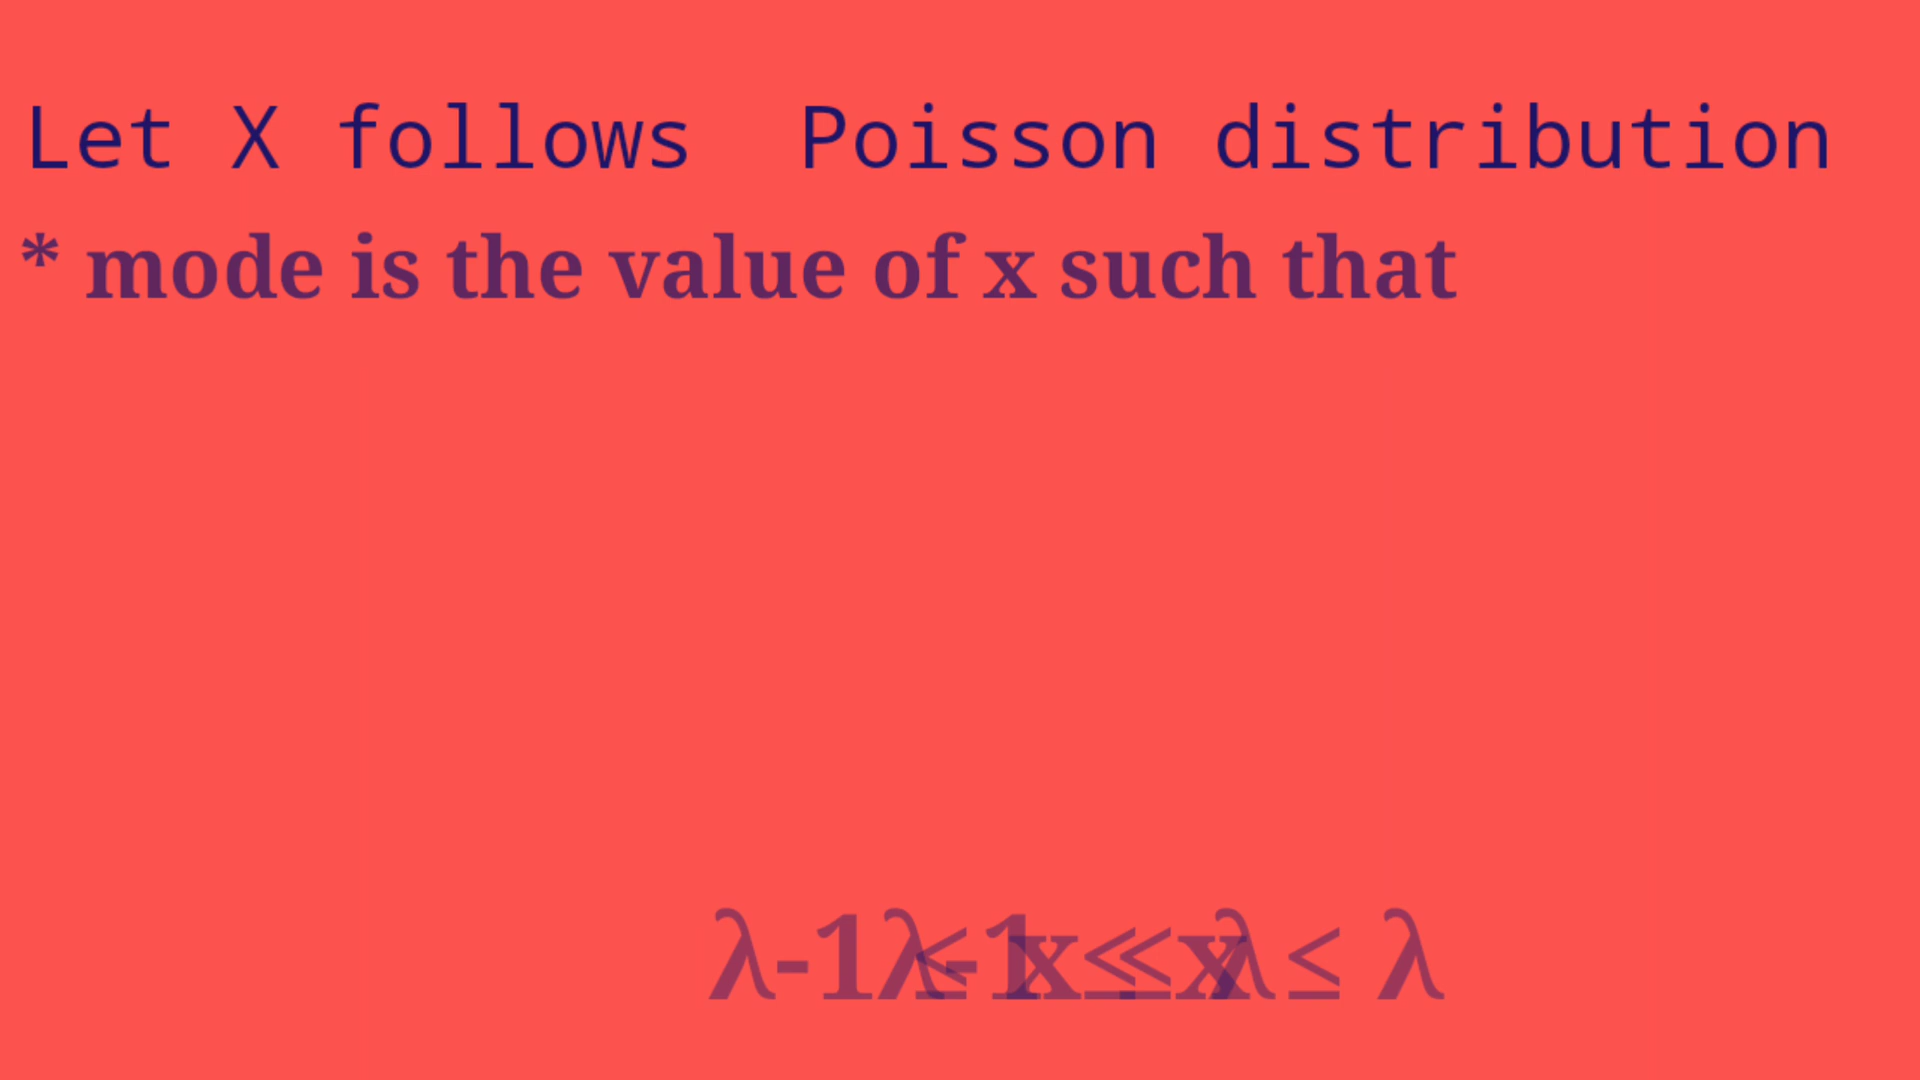 Let X follows Poisson distribution
* mode is the value of x such that
λ-1 ≤ x ≤ λ